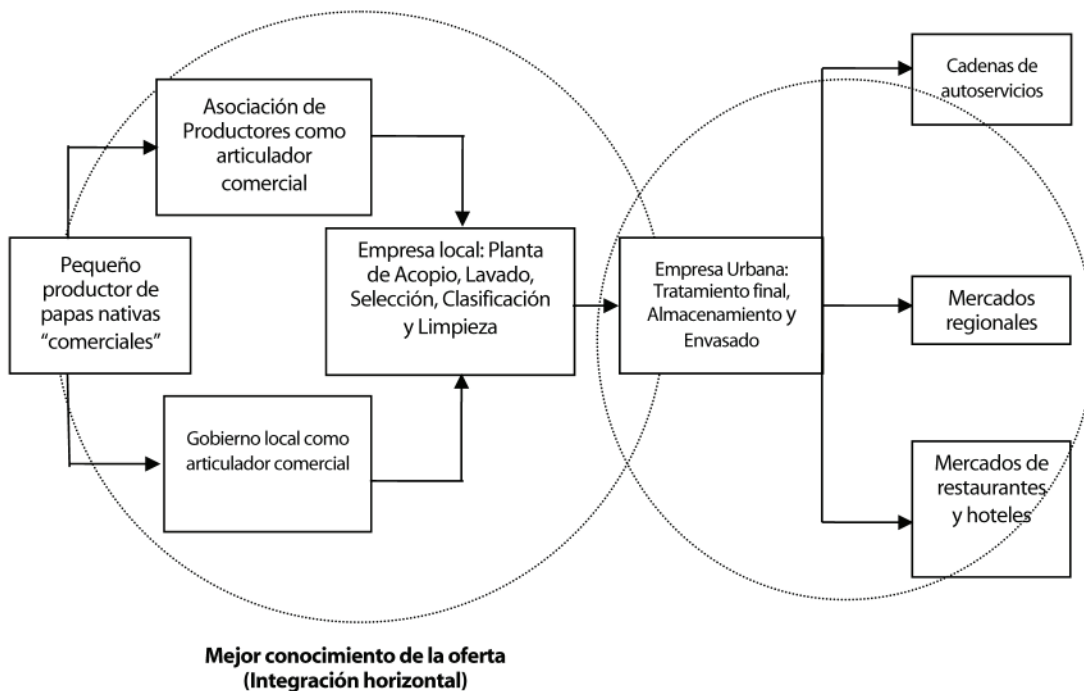 Asociación de
Productores como
articulador
comercial
Pequeño
productor de
papas nativas
“comerciales”
Gobierno local como
articulador comercial
Empresa local: Planta
de Acopio, Lavado,
Selección, Clasificación
y Limpieza
Empresa Urbana:
Tratamiento final,
Almacenamiento y
Envasado
Cadenas de
autoservicios
Mercados
regionales
Mercados de
restaurantes
y hoteles
Mejor conocimiento de la oferta
(Integración horizontal)